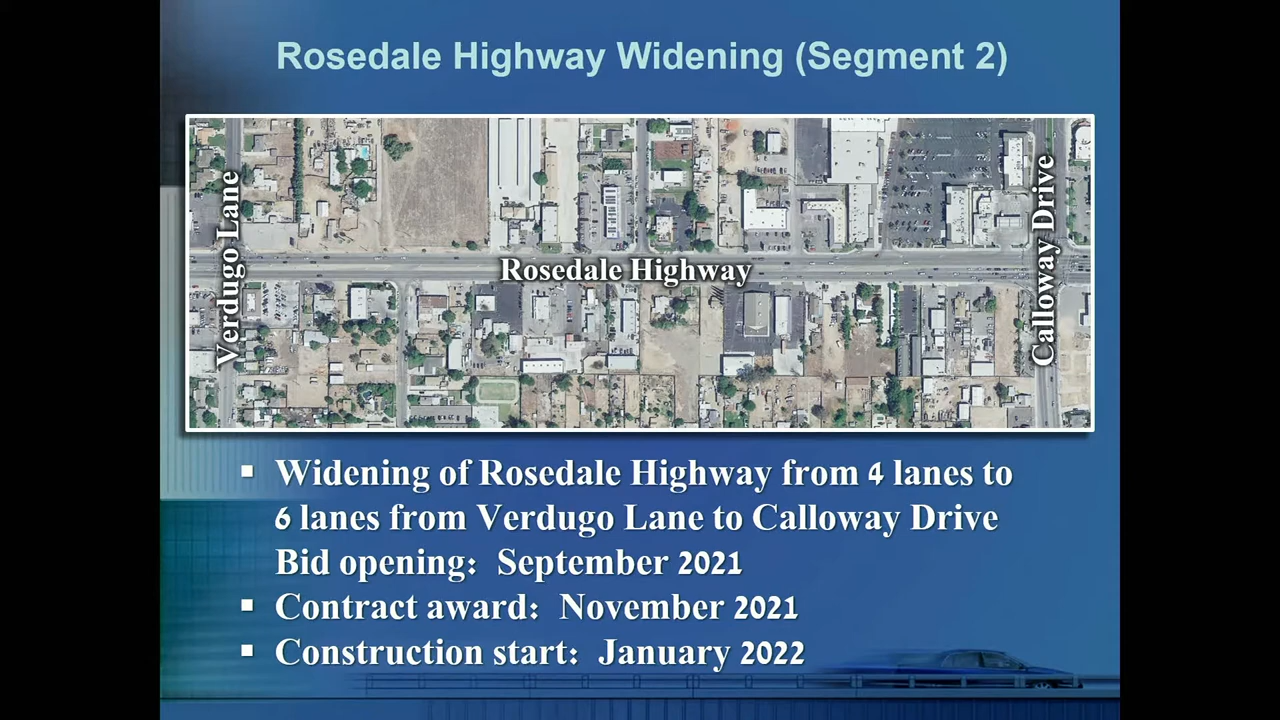 Rosedale Highway Widening (Segment 2)
Verdugo Lane
Rosedale Highway
Calloway Drive
▪ Widening of Rosedale Highway from 4 lanes to
6 lanes from Verdugo Lane to Calloway Drive
Bid opening: September 2021
▪ Contract award: November 2021
▪ Construction start: January 2022